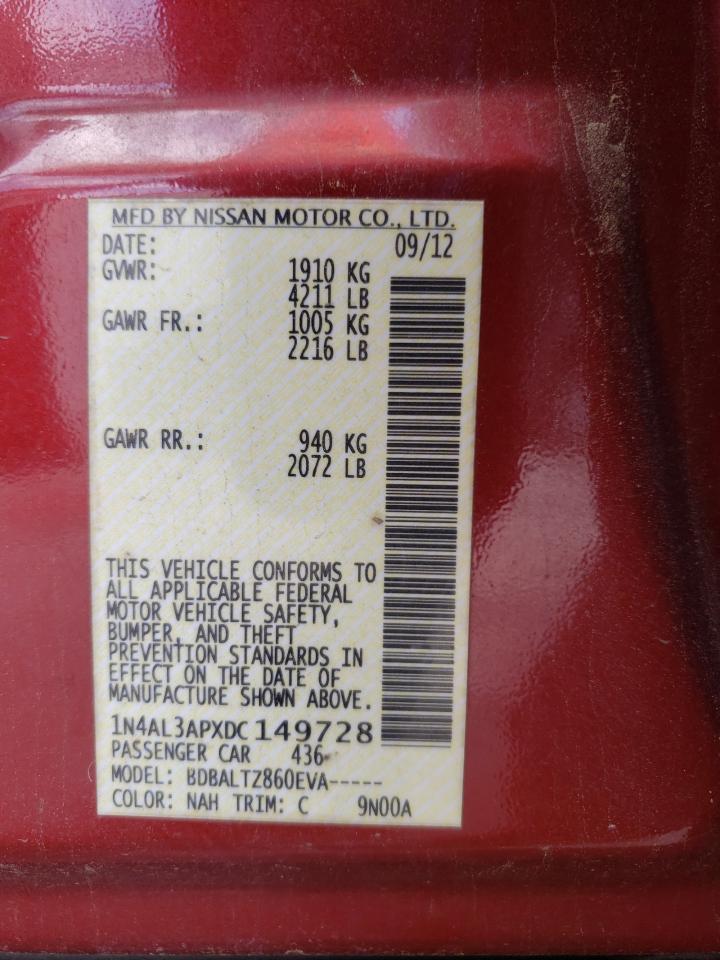 MFD BY NISSAN MOTOR CO., LTD.
DATE: 09/12
GVWR: 1910 KG
4211 LB
GAWR FR.: 1005 KG
2216 LB
GAWR RR.: 940 KG
2072 LB
THIS VEHICLE CONFORMS TO
ALL APPLICABLE FEDERAL
MOTOR VEHICLE SAFETY,
BUMPER, AND THEFT
PREVENTION STANDARDS IN
EFFECT ON THE DATE OF
MANUFACTURE SHOWN ABOVE.
1N4AL3APXDC149728
PASSENGER CAR 436
MODEL: BDBALTZ860EVA-----
COLOR: NAH TRIM: C 9N00A